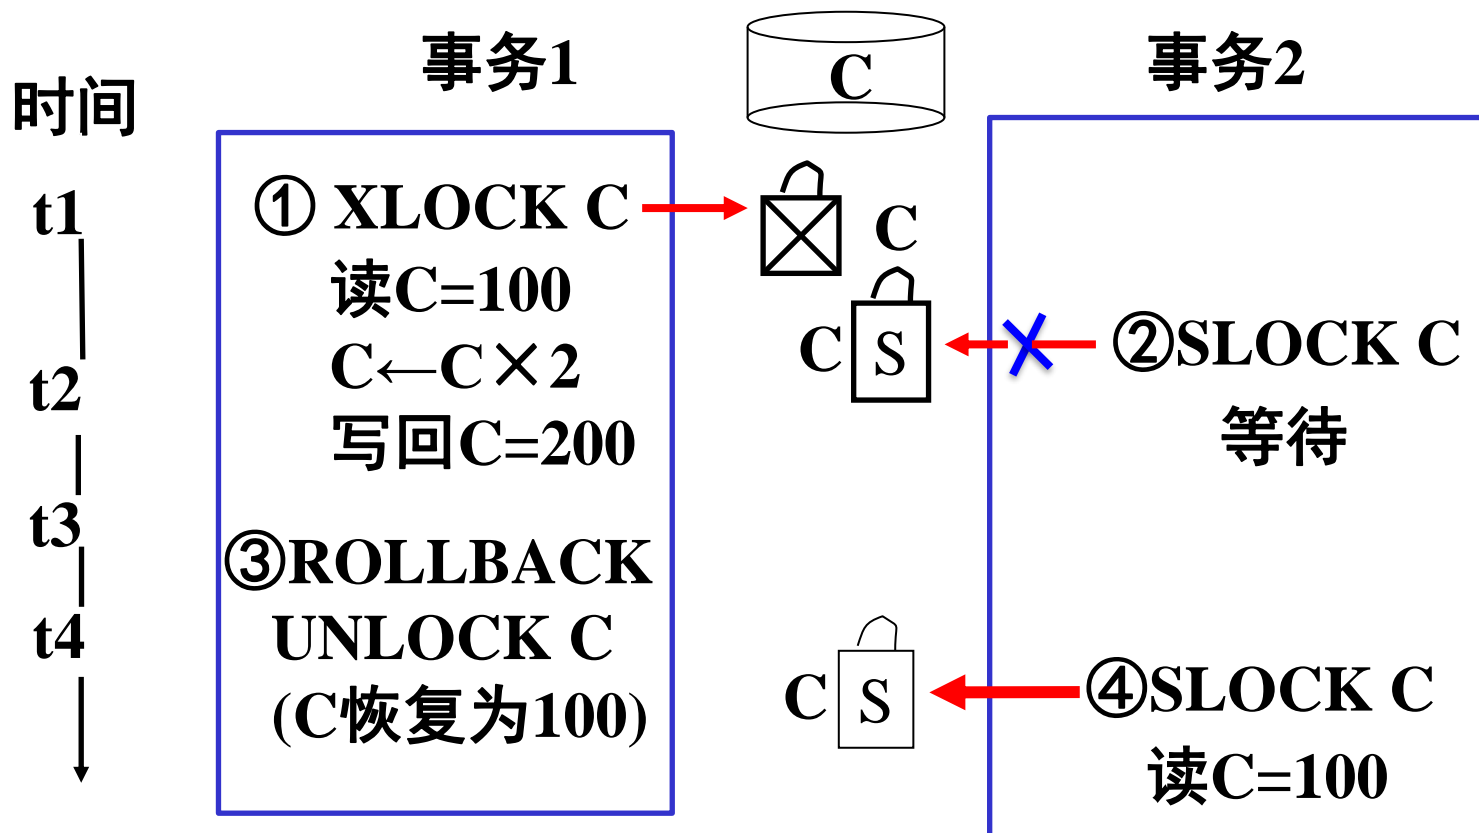 事务1
C
事务2
时间
t1
t2
t3
t4
① XLOCK C
读C=100
C←C×2
写回C=200
③ROLLBACK
UNLOCK C
(C恢复为100)
C
C S
C S
②SLOCK C
等待
④SLOCK C
读C=100